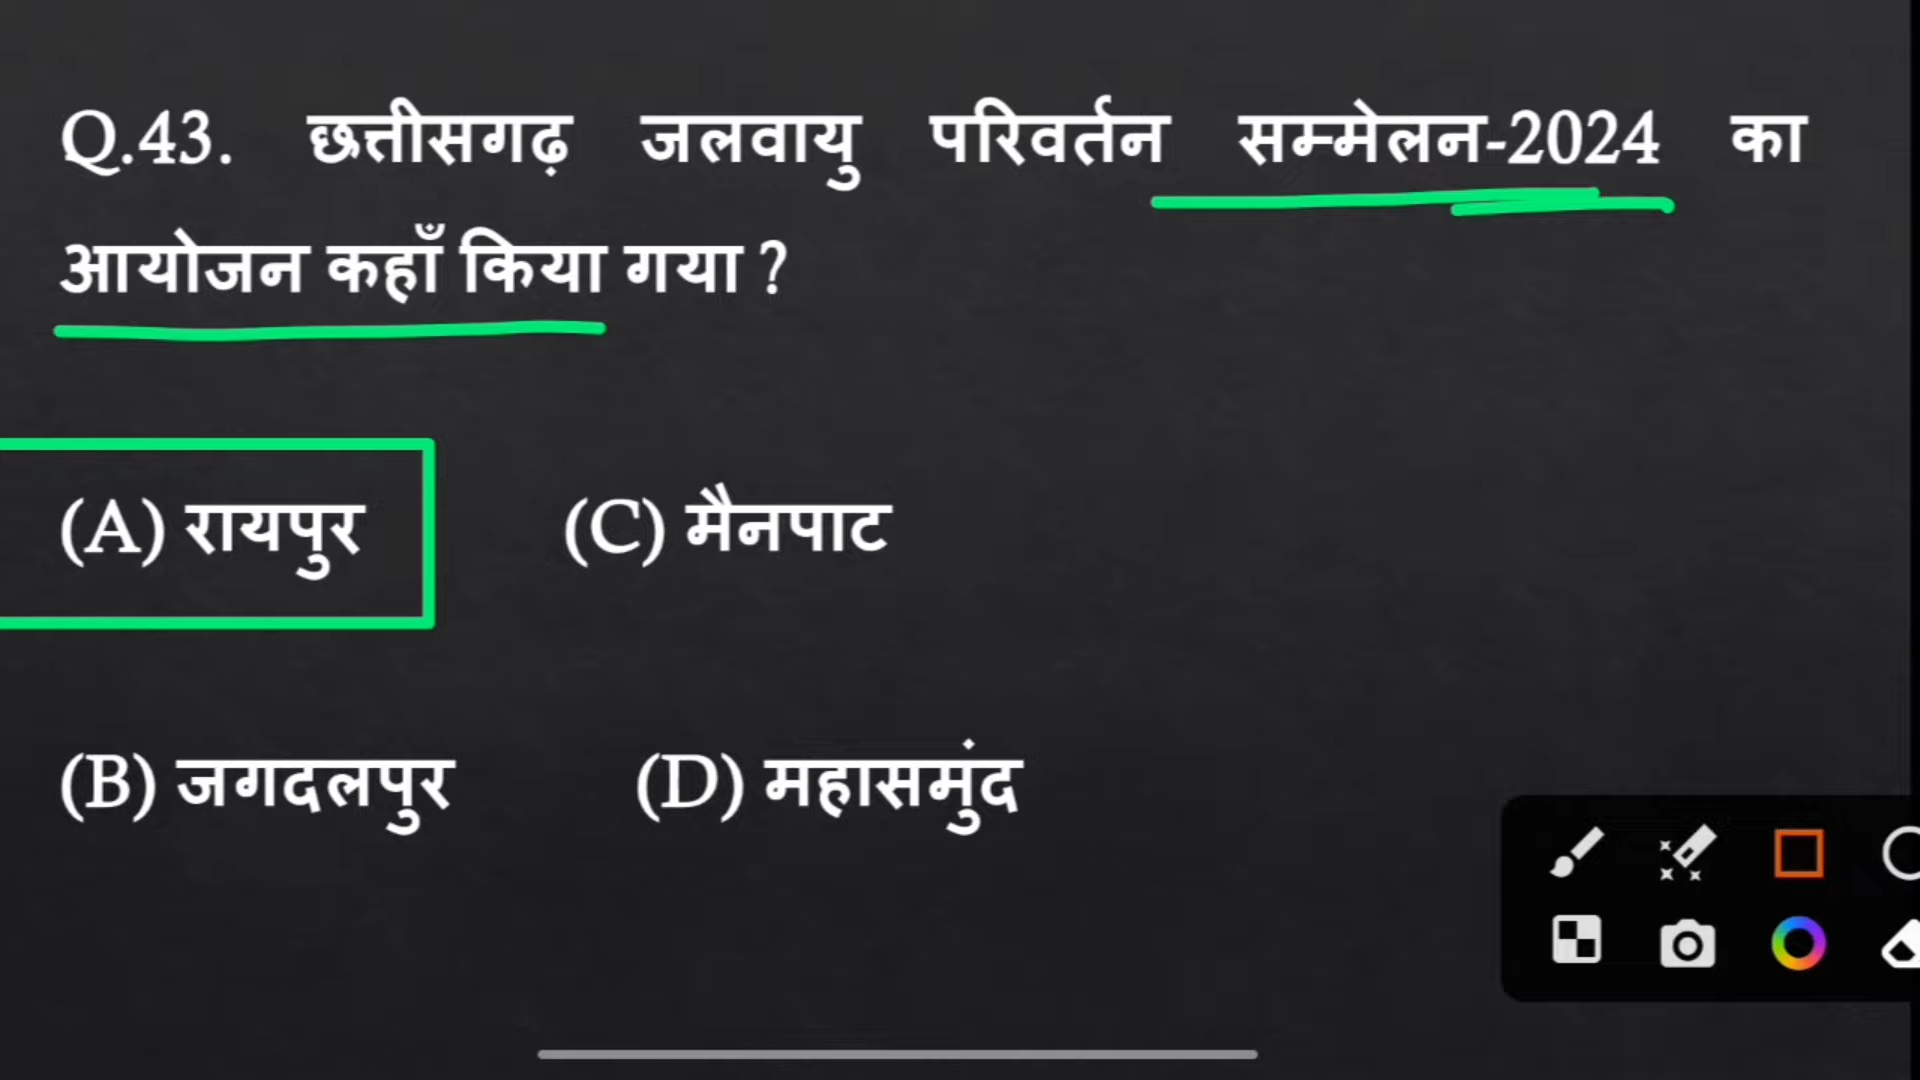 Q.43. छत्तीसगढ़ जलवायु परिवर्तन सम्मेलन-2024 का
आयोजन कहाँ किया गया ?
(A) रायपुर (C) मैनपाट
(B) जगदलपुर (D) महासमुंद